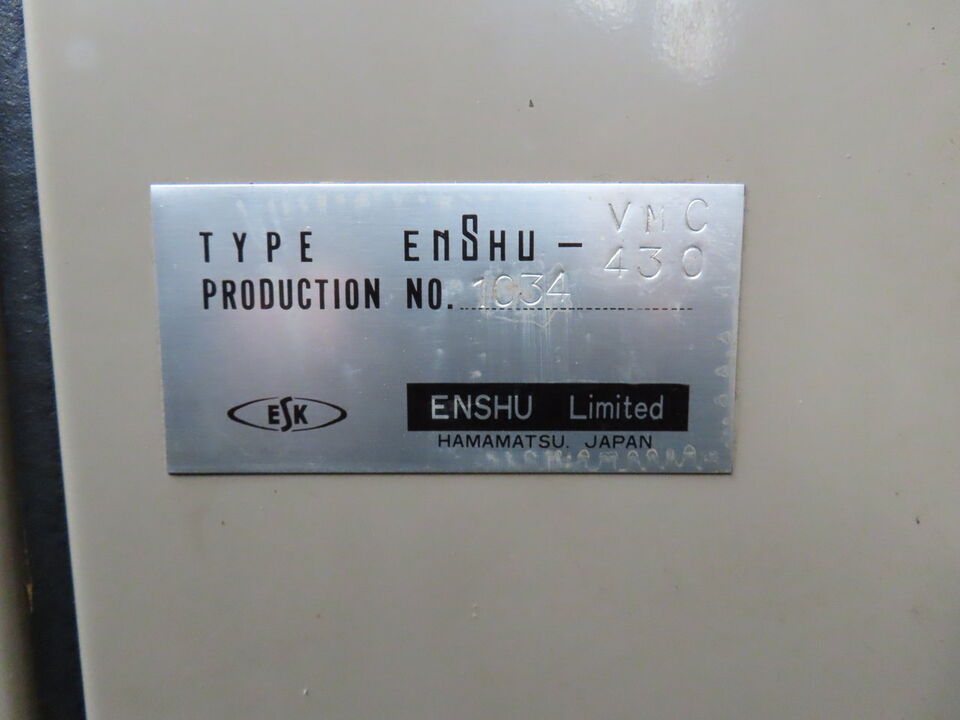 TYPE ENSHU - VMC
430
PRODUCTION NO. 1034
ESK
ENSHU Limited
HAMAMATSU. JAPAN